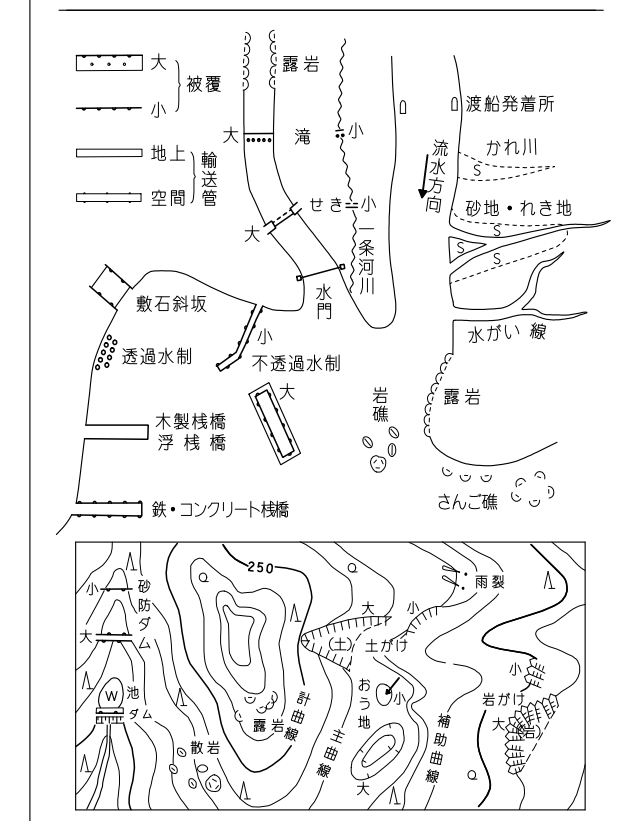 大
小
被覆
地上
空間
輸送管
露岩
大
滝
小
せき
小
大
一条河川
水門
渡船発着所
流水方向
かれ川
S
砂地・れき地
S
S
S
水がい線
露岩
敷石斜坂
透過水制
小
不透過水制
大
岩礁
木製桟橋
浮桟橋
鉄・コンクリート桟橋
さんご礁
小
砂防ダム
大
W
池
ダム
250
散岩
露岩
計曲線
主曲線
大
小
(土)
土がけ
おう地
小
大
補助曲線
雨裂
小
岩がけ
大
(岩)